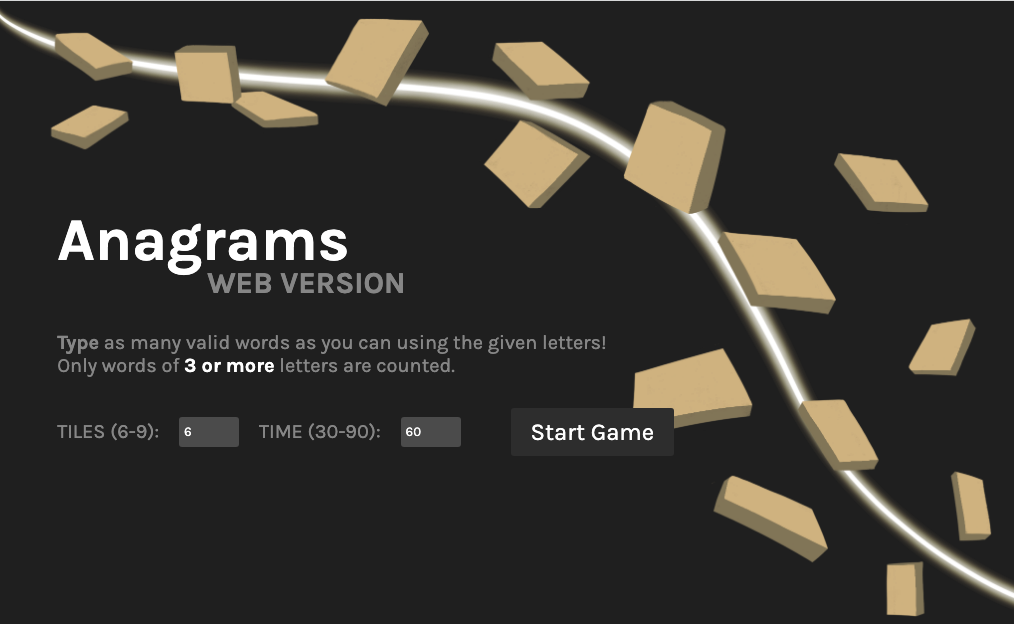 Anagrams
WEB VERSION
Type as many valid words as you can using the given letters!
Only words of 3 or more letters are counted.
TILES (6-9): 6 TIME (30-90): 60 Start Game